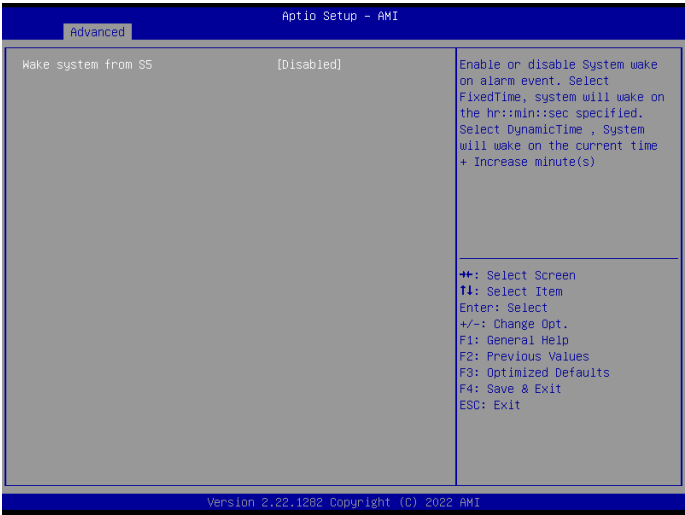 Aptio Setup – AMI
Advanced
Wake system from S5 [Disabled]
Enable or disable System wake
on alarm event. Select
FixedTime, system will wake on
the hr::min::sec specified.
Select DynamicTime , System
will wake on the current time
+ Increase minute(s)
→←: Select Screen
↑↓: Select Item
Enter: Select
+/-: Change Opt.
F1: General Help
F2: Previous Values
F3: Optimized Defaults
F4: Save & Exit
ESC: Exit
Version 2.22.1282 Copyright (C) 2022 AMI